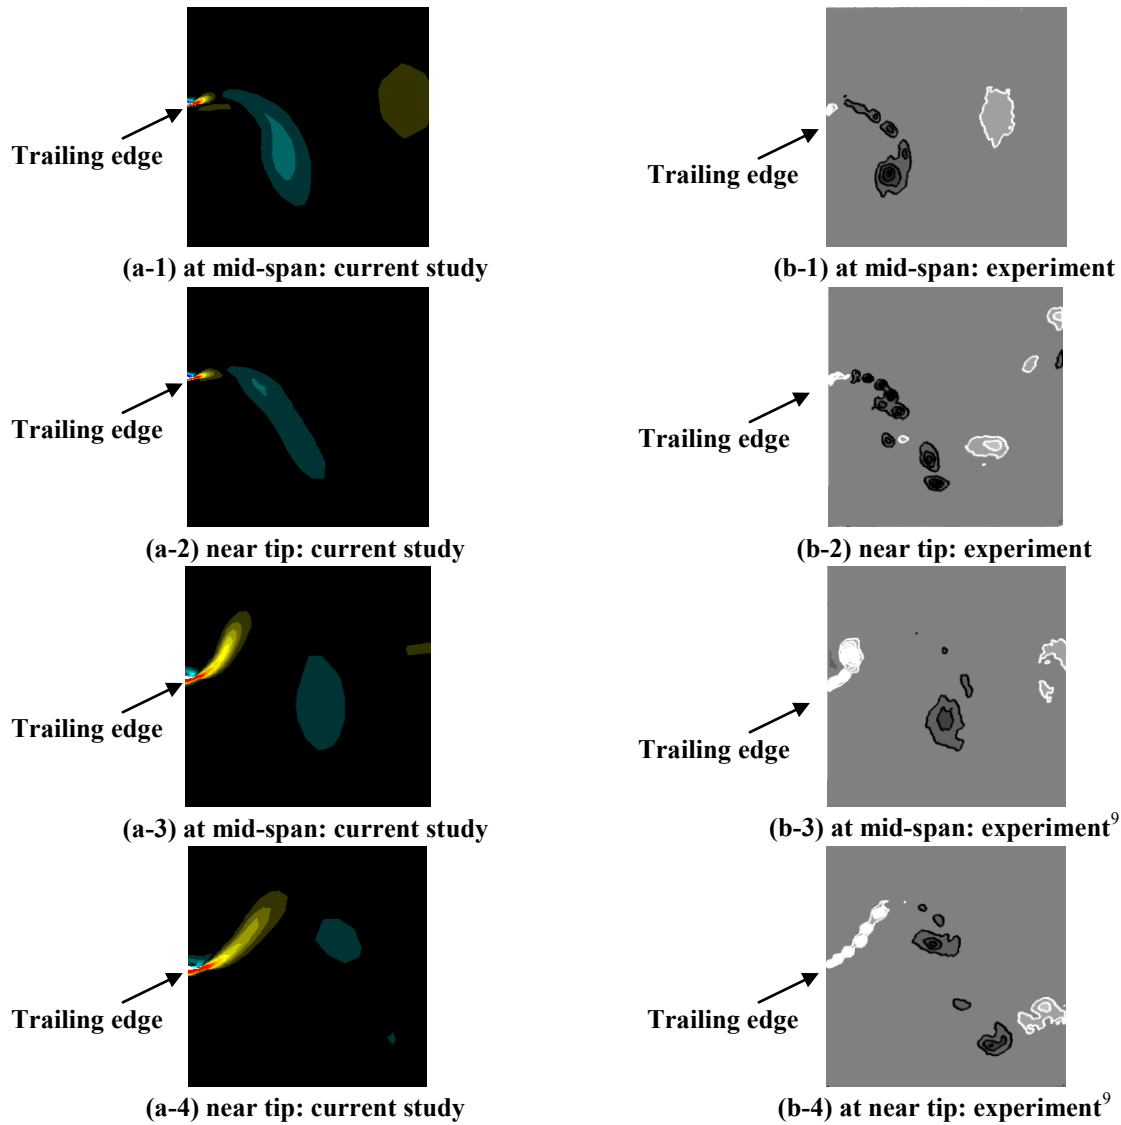 Trailing edge
Trailing edge
(a-1) at mid-span: current study
(b-1) at mid-span: experiment
Trailing edge
Trailing edge
(a-2) near tip: current study
(b-2) near tip: experiment
Trailing edge
Trailing edge
(a-3) at mid-span: current study
(b-3) at mid-span: experiment⁹
Trailing edge
Trailing edge
(a-4) near tip: current study
(b-4) at near tip: experiment⁹